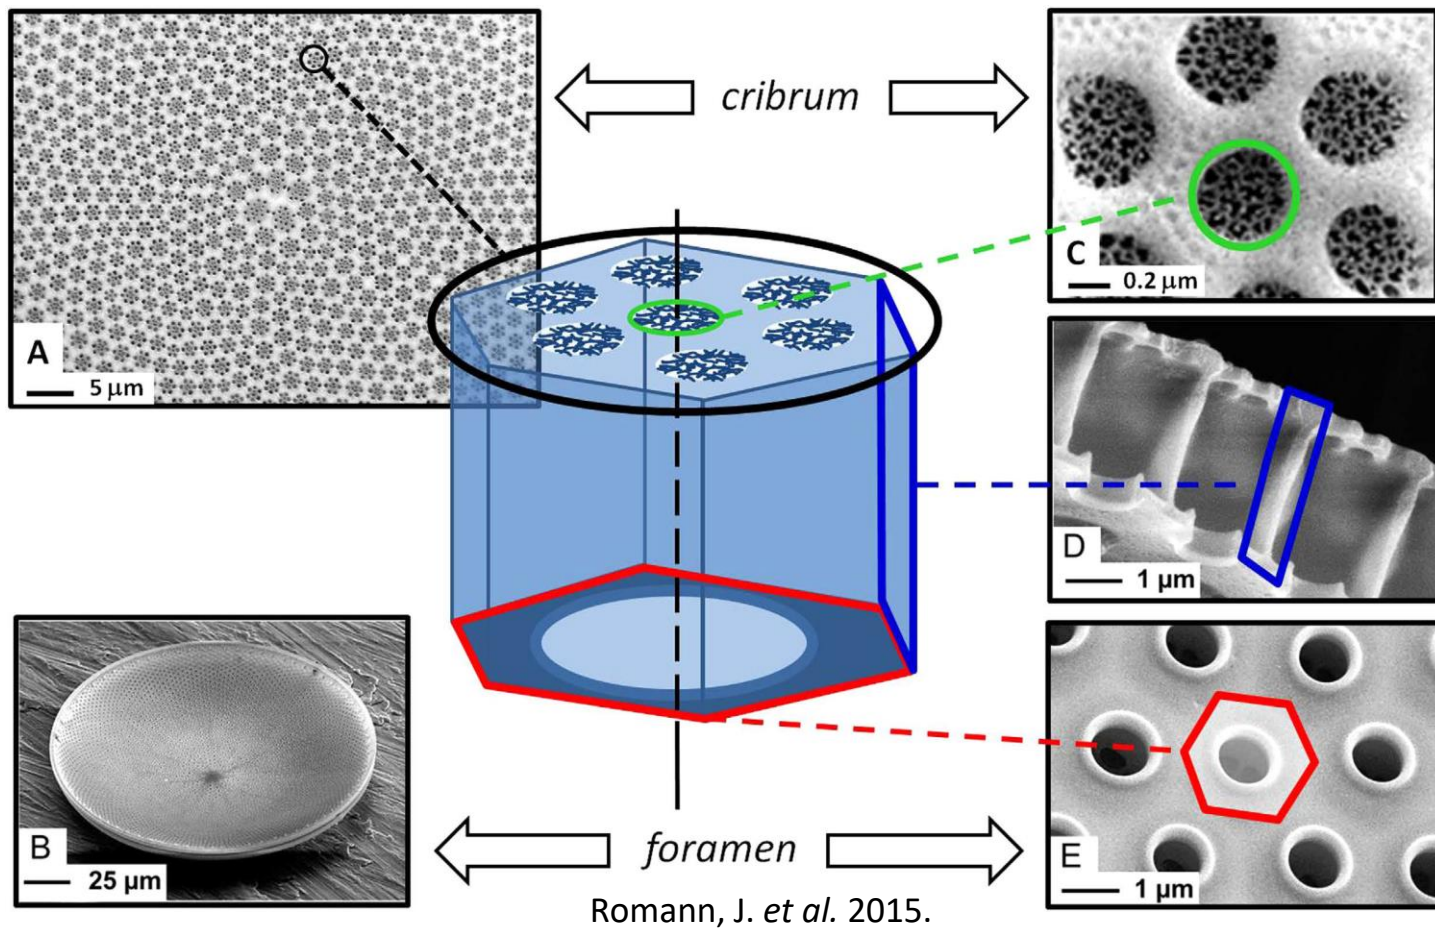 cribrum
A
5 µm
C
0.2 µm
D
1 µm
B
25 µm
foramen
E
1 µm
Romann, J. et al. 2015.